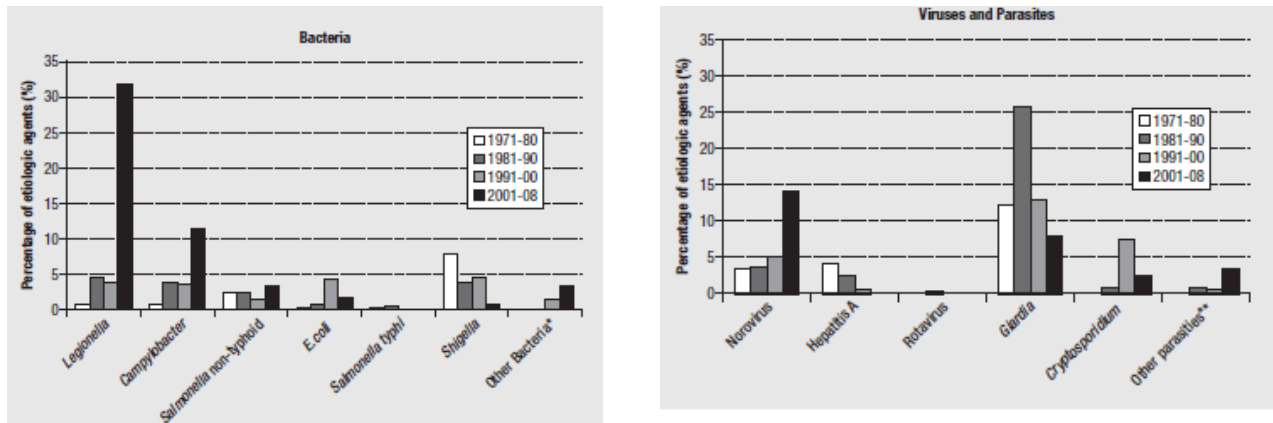 Bacteria
Percentage of etiologic agents (%)
35
30
25
20
15
10
5
0
1971-80
1981-90
1991-00
2001-08
Legionella
Campylobacter
Salmonella non-typhoid
E.coli
Salmonella typhi
Shigella
Other Bacteria*
Viruses and Parasites
Percentage of etiologic agents (%)
35
30
25
20
15
10
5
0
1971-80
1981-90
1991-00
2001-08
Norovirus
Hepatitis A
Rotavirus
Giardia
Cryptosporidium
Other parasities**